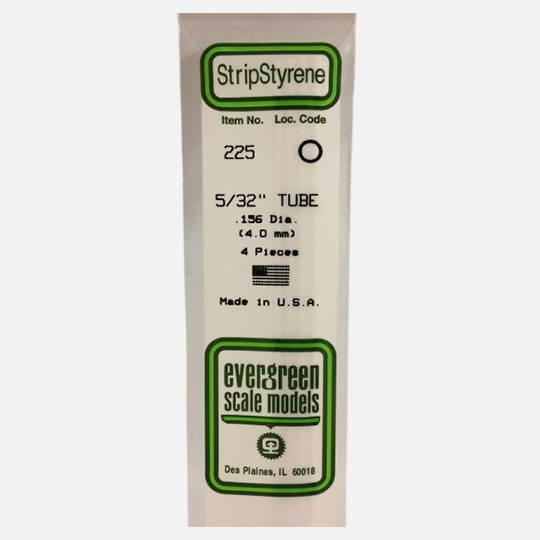 StripStyrene
Item No. Loc. Code
225
5/32" TUBE
.156 Dia.
(4.0 mm)
4 Pieces
Made in U.S.A.
evergreen
scale models
Des Plaines, IL 60018